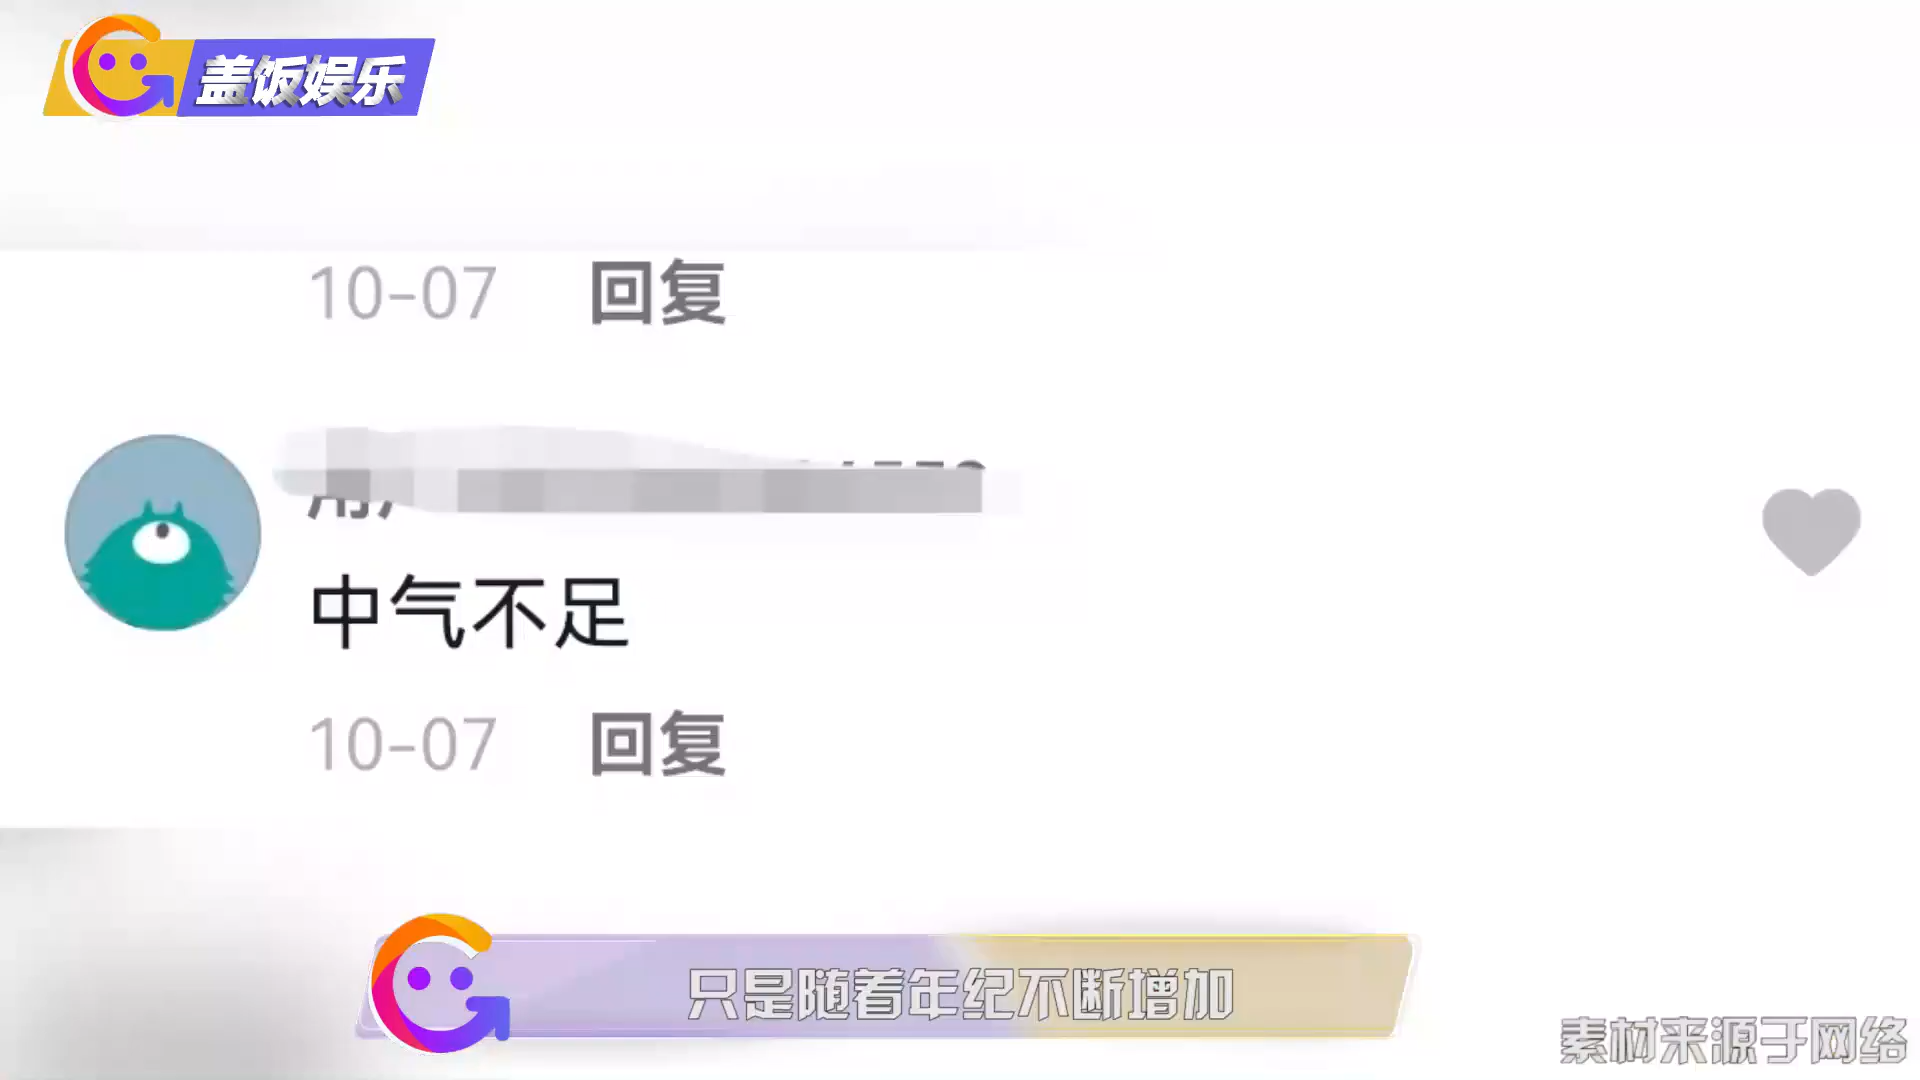 盖饭娱乐
10-07 回复
中气不足
10-07 回复
只是随着年纪不断增加
素材来源于网络